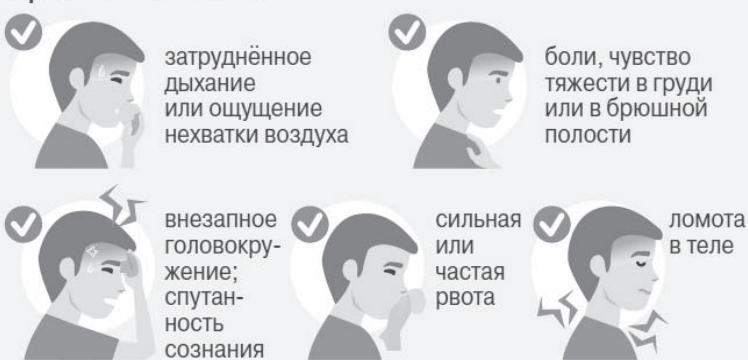 затруднённое
дыхание
или ощущение
нехватки воздуха
боли, чувство
тяжести в груди
или в брюшной
полости
внезапное
головокру-
жение;
спутан-
ность
сознания
сильная
или
частая
рвота
ломота
в теле